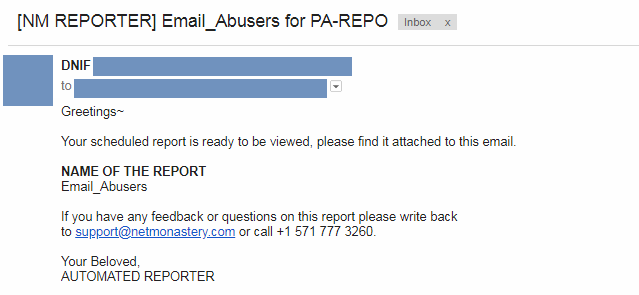 [NM REPORTER] Email_Abusers for PA-REPO Inbox x
DNIF
to
Greetings~
Your scheduled report is ready to be viewed, please find it attached to this email.
NAME OF THE REPORT
Email_Abusers
If you have any feedback or questions on this report please write back
to support@netmonastery.com or call +1 571 777 3260.
Your Beloved,
AUTOMATED REPORTER